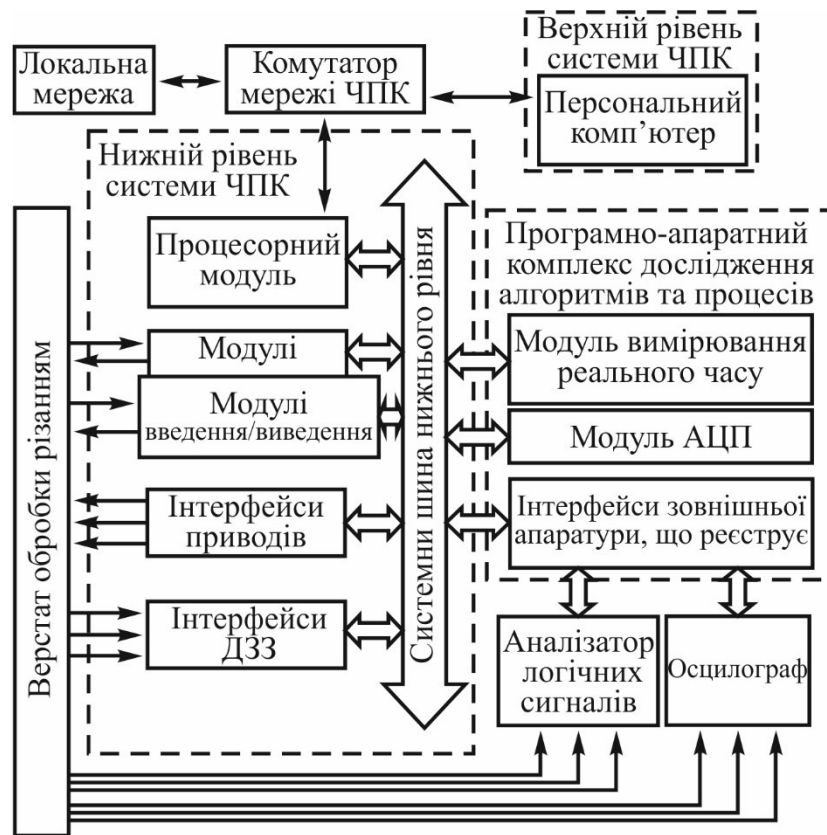 Верхній рівень
системи ЧПК
Локальна
мережа
Комутатор
мережі ЧПК
Персональний
комп’ютер
Нижній рівень
системи ЧПК
Процесорний
модуль
Програмно-апаратний
комплекс дослідження
алгоритмів та процесів
Модулі
Модулі
введення/виведення
Інтерфейси
приводів
Інтерфейси
ДЗЗ
Верстат обробки різанням
Системни шина нижнього рівня
Модуль вимірювання
реального часу
Модуль АЦП
Інтерфейси зовнішньої
апаратури, що реєструє
Аналізатор
логічних
сигналів
Осцилограф